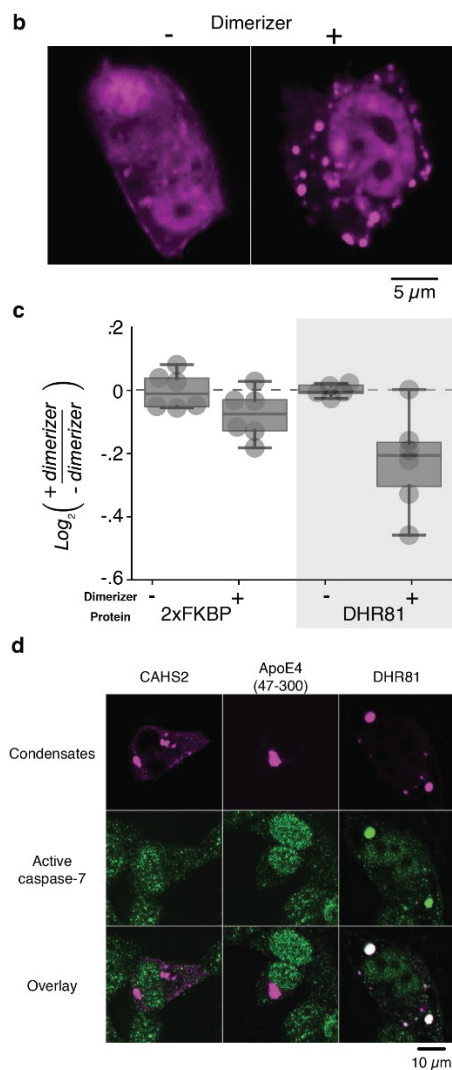 b
Dimerizer
- +
5 µm
c
.2
0
-.2
-.4
-.6
Log2(+ dimerizer / - dimerizer)
Dimerizer - + - +
Protein 2xFKBP DHR81
d
CAHS2 ApoE4 (47-300) DHR81
Condensates
Active caspase-7
Overlay
10 µm